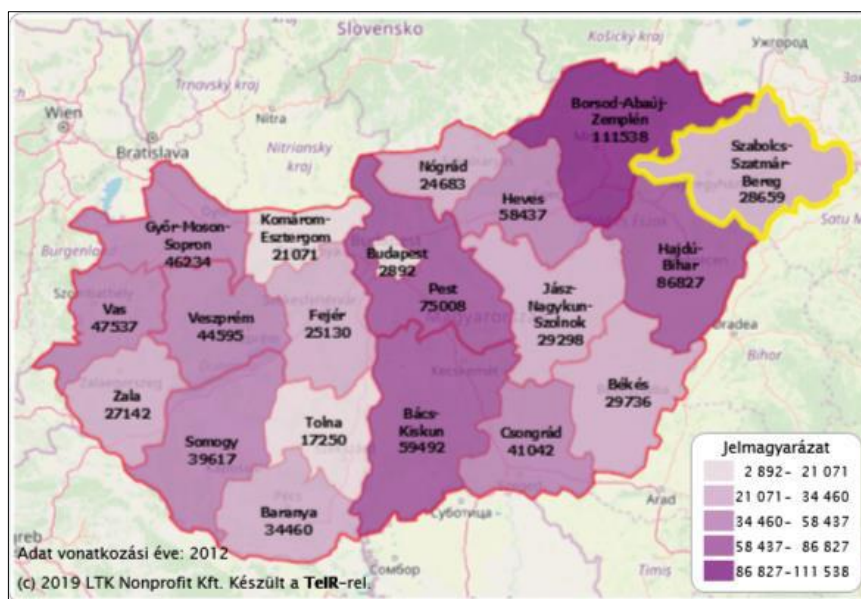 Slovensko
Košický kraj
Ужгород
Trnavský kraj
Wien
Nitra
Nitriansky kraj
Bratislava
Borsod-Abaúj-
Zemplén
111538
Szabolcs-
Szatmár-
Bereg
28659
Nógrád
24683
Heves
58437
Satu M
Győr-Moson-
Sopron
46234
Komárom-
Esztergom
21071
Burgenland
Budapest
2892
Pest
75008
Hajdú-
Bihar
86827
Jász-
Nagykun-
Szolnok
29298
Vas
47537
Veszprém
44595
Fejér
25130
Oradea
Bihor
Zala
27142
Békés
29736
Tolna
17250
Bács-
Kiskun
59492
Somogy
39617
Csongrád
41042
Baranya
34460
Arad
Суботица
Сомбор
Timiș
Jelmagyarázat
2 892- 21 071
21 071- 34 460
34 460- 58 437
58 437- 86 827
86 827-111 538
Adat vonatkozási éve: 2012
(c) 2019 LTK Nonprofit Kft. Készült a TeIR-rel.